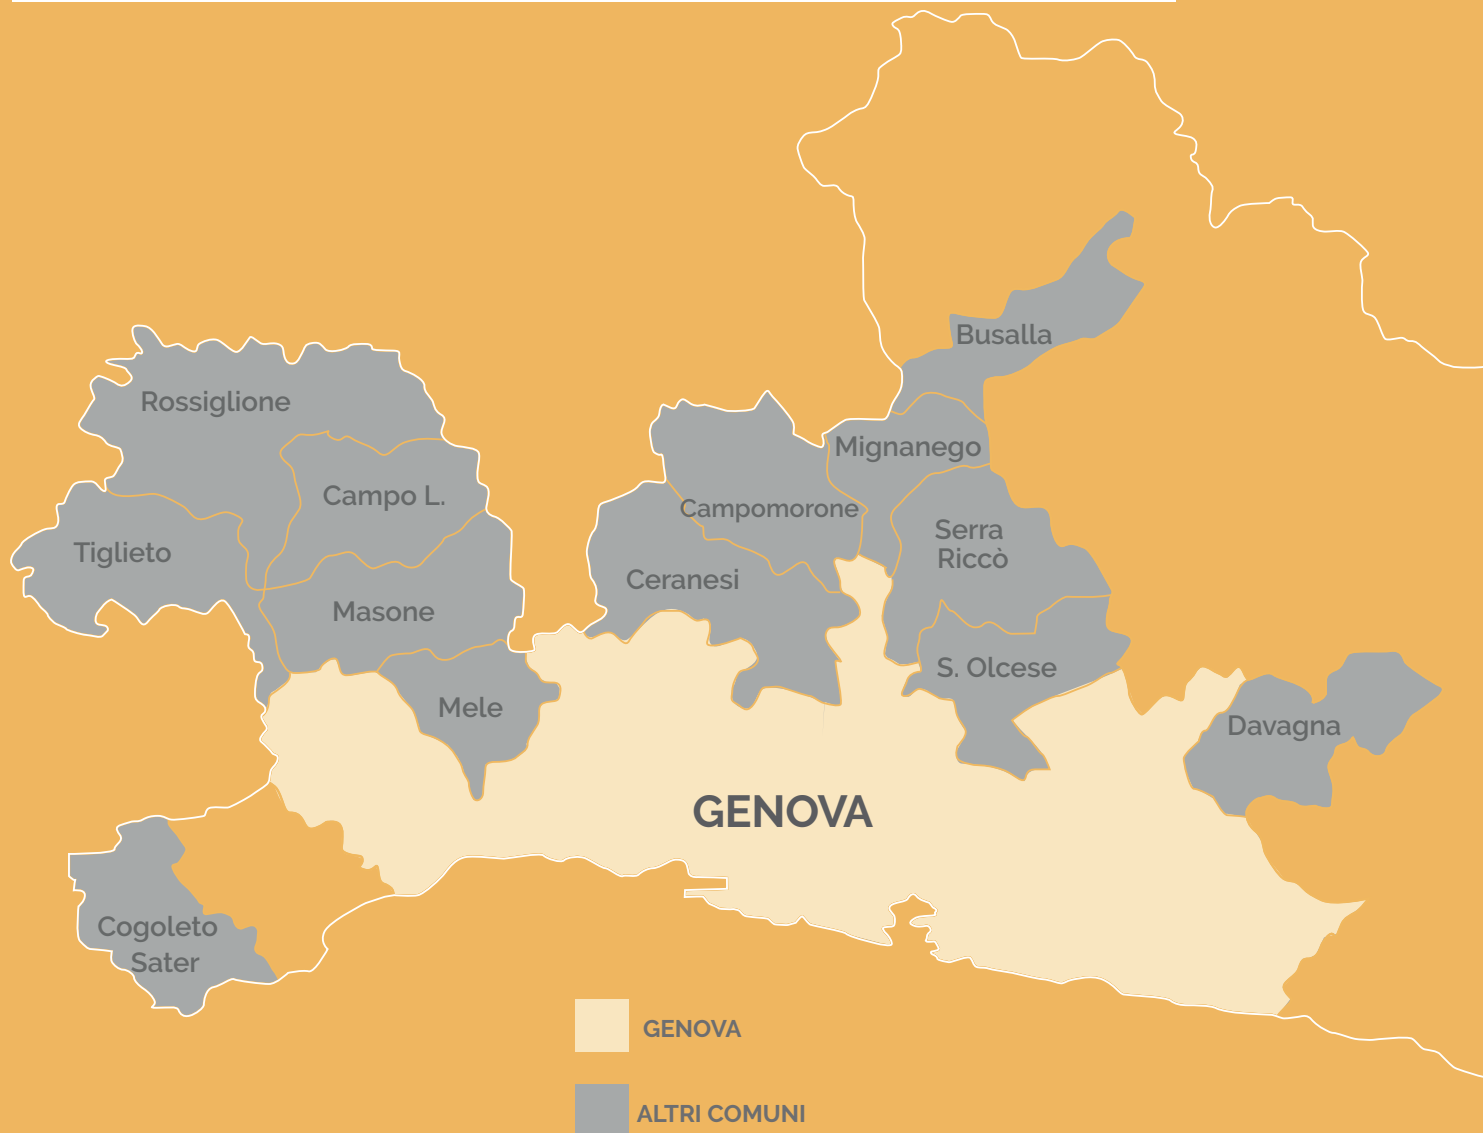 Busalla
Rossiglione
Mignanego
Campo L.
Campomorone
Serra
Riccò
Tiglieto
Ceranesi
Masone
S. Olcese
Mele
Davagna
GENOVA
Cogoleto
Sater
GENOVA
ALTRI COMUNI